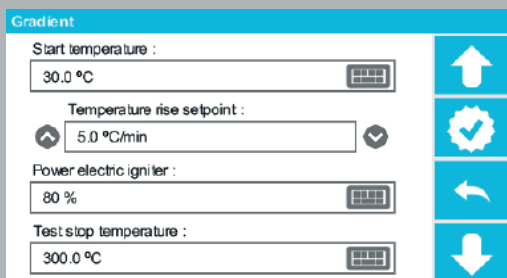 Gradient
Start temperature :
30.0 ºC
Temperature rise setpoint :
5.0 ºC/min
Power electric igniter :
80 %
Test stop temperature :
300.0 ºC